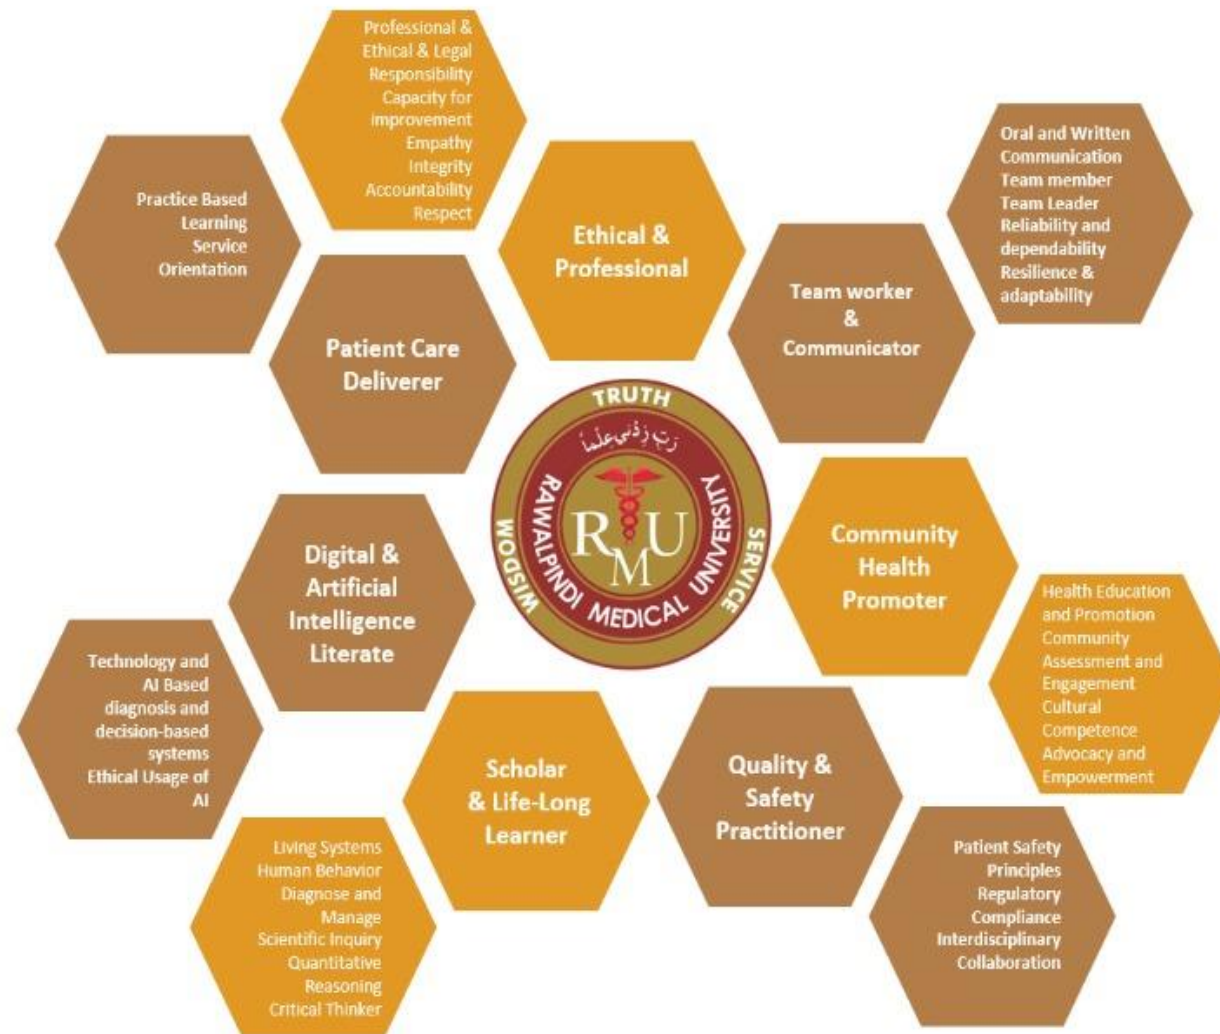 Professional &
Ethical & Legal
Responsibility
Capacity for
improvement
Empathy
Integrity
Accountability
Respect
Ethical &
Professional
Oral and Written
Communication
Team member
Team Leader
Reliability and
dependability
Resilience &
adaptability
Team worker
&
Communicator
Practice Based
Learning
Service
Orientation
Patient Care
Deliverer
TRUTH
رَبِّ زِدْنِي عِلْمًا
RAWALPINDI MEDICAL UNIVERSITY
RMU
WISDOM
SERVICE
Community
Health
Promoter
Health Education
and Promotion
Community
Assessment and
Engagement
Cultural
Competence
Advocacy and
Empowerment
Digital &
Artificial
Intelligence
Literate
Technology and
AI Based
diagnosis and
decision-based
systems
Ethical Usage of
AI
Scholar
& Life-Long
Learner
Living Systems
Human Behavior
Diagnose and
Manage
Scientific Inquiry
Quantitative
Reasoning
Critical Thinker
Quality &
Safety
Practitioner
Patient Safety
Principles
Regulatory
Compliance
Interdisciplinary
Collaboration